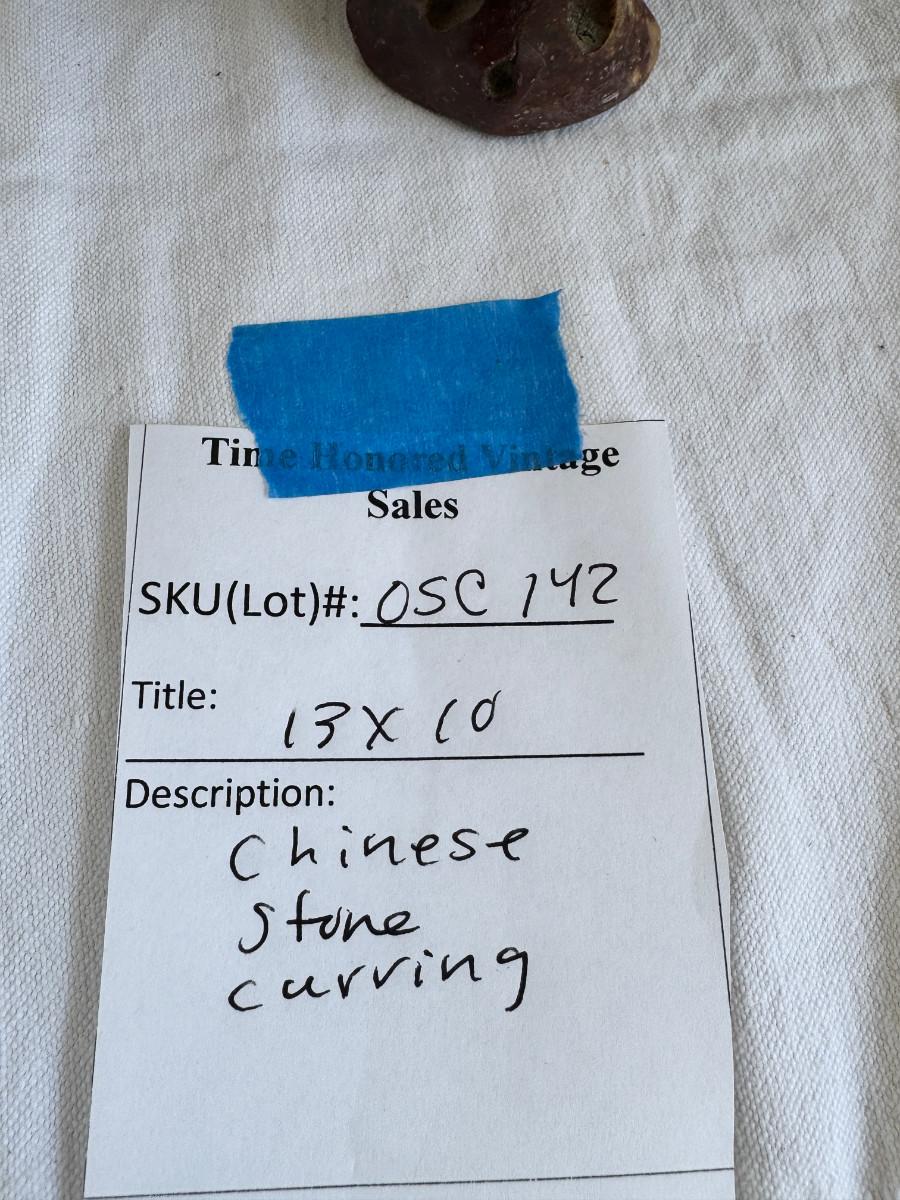 Time Honored Vintage
Sales
SKU(Lot)#: OSC 142
Title:
13X10
Description:
Chinese
Stone
curving